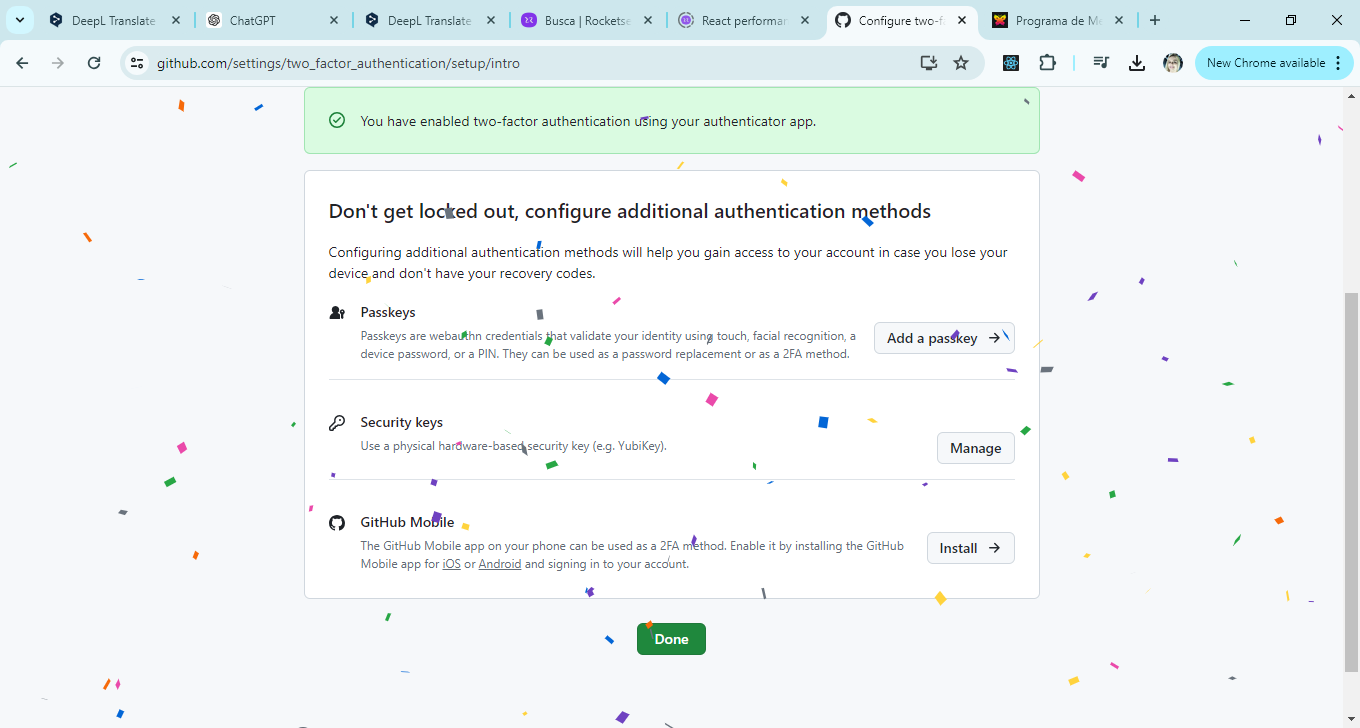 DeepL Translate
ChatGPT
DeepL Translate
Busca | Rocketse
React performan
Configure two-f
Programa de Me
github.com/settings/two_factor_authentication/setup/intro
New Chrome available
You have enabled two-factor authentication using your authenticator app.
Don't get locked out, configure additional authentication methods
Configuring additional authentication methods will help you gain access to your account in case you lose your
device and don't have your recovery codes.
Passkeys
Passkeys are webauthn credentials that validate your identity using touch, facial recognition, a
device password, or a PIN. They can be used as a password replacement or as a 2FA method.
Add a passkey
Security keys
Use a physical hardware-based security key (e.g. YubiKey).
Manage
GitHub Mobile
The GitHub Mobile app on your phone can be used as a 2FA method. Enable it by installing the GitHub
Mobile app for iOS or Android and signing in to your account.
Install
Done